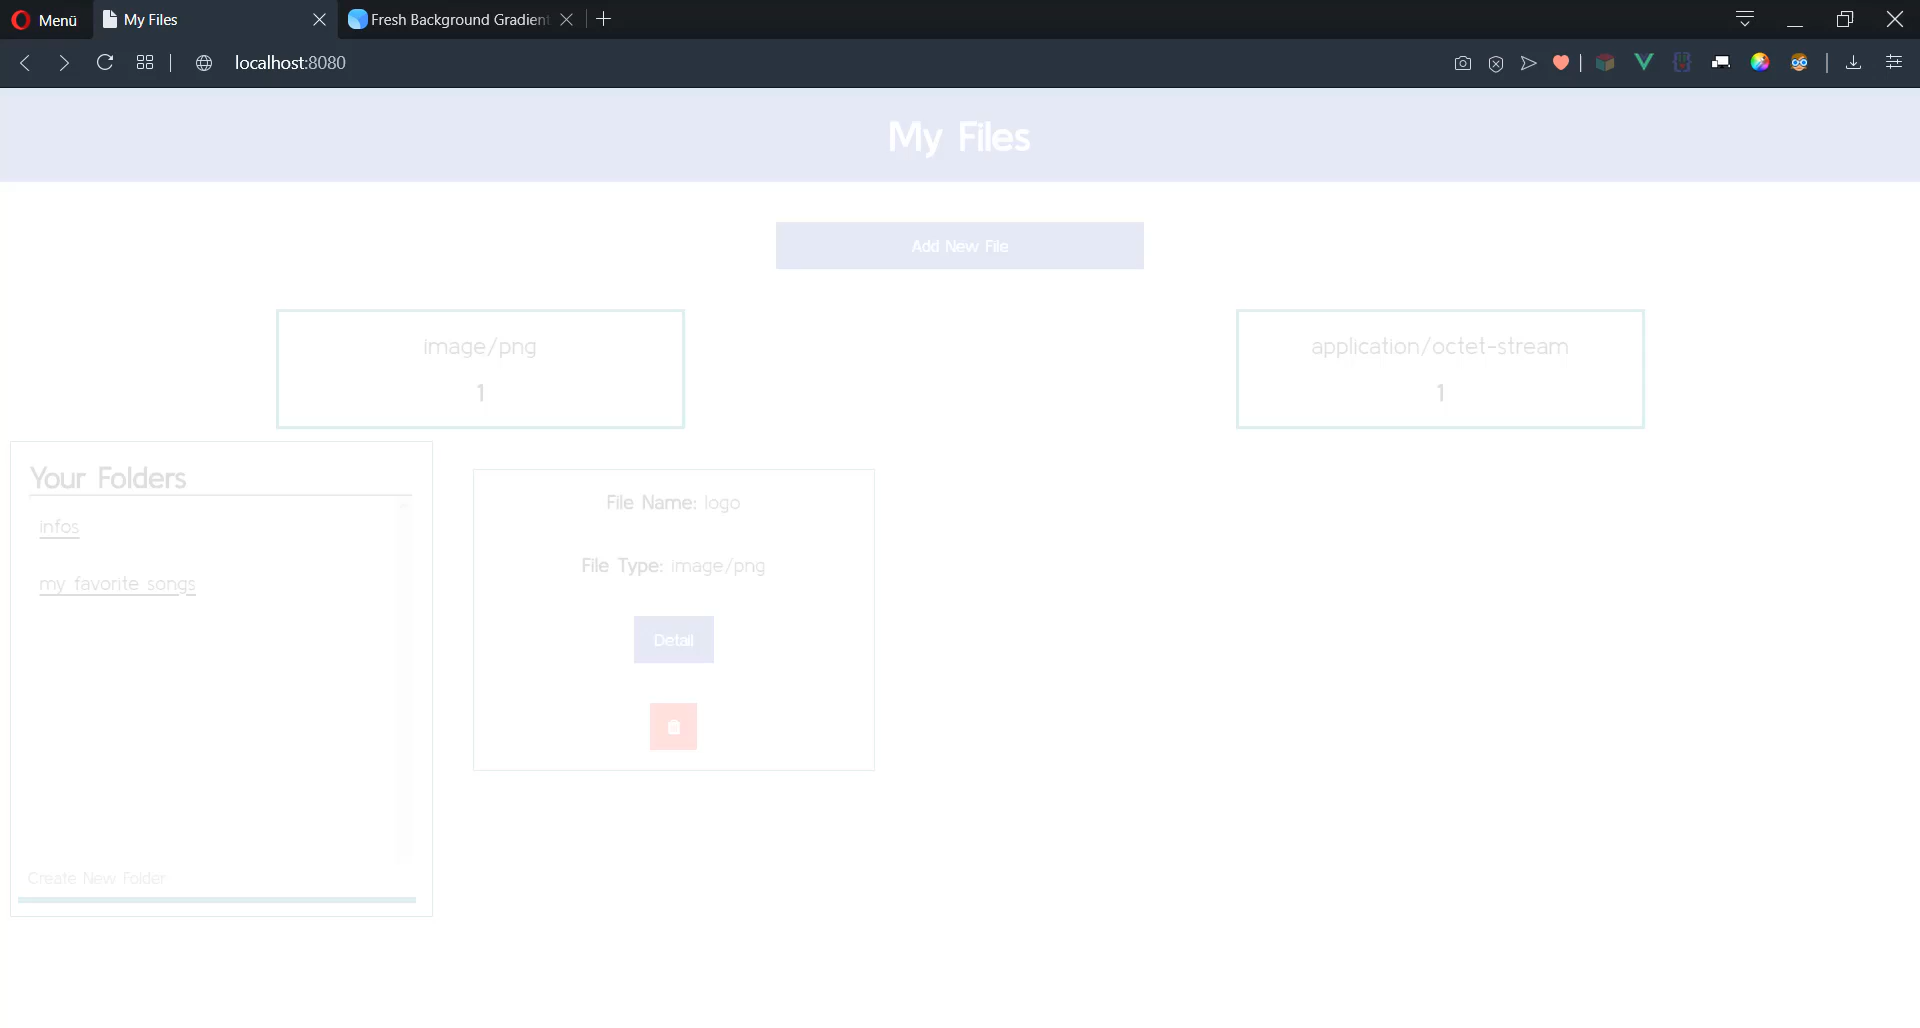 Menü
My Files
Fresh Background Gradient
localhost:8080
My Files
Add New File
image/png
1
application/octet-stream
1
Your Folders
infos
my favorite songs
Create New Folder
File Name: logo
File Type: image/png
Detail